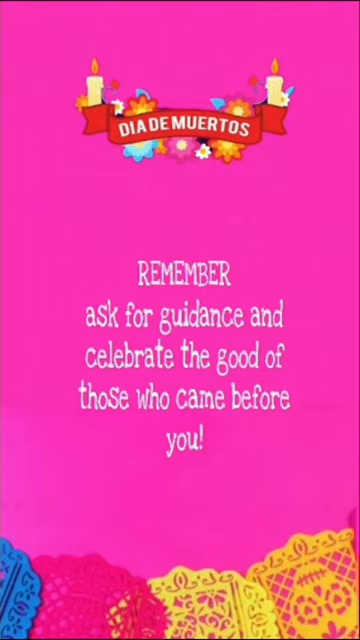 DIA DE MUERTOS
REMEMBER
ask for guidance and
celebrate the good of
those who came before
you!